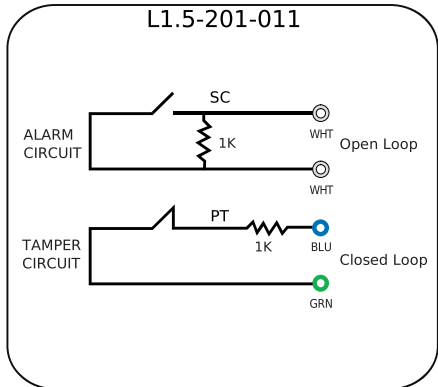 L1.5-201-011
SC
ALARM
CIRCUIT
1K
WHT
Open Loop
WHT
PT
TAMPER
CIRCUIT
1K
BLU
Closed Loop
GRN